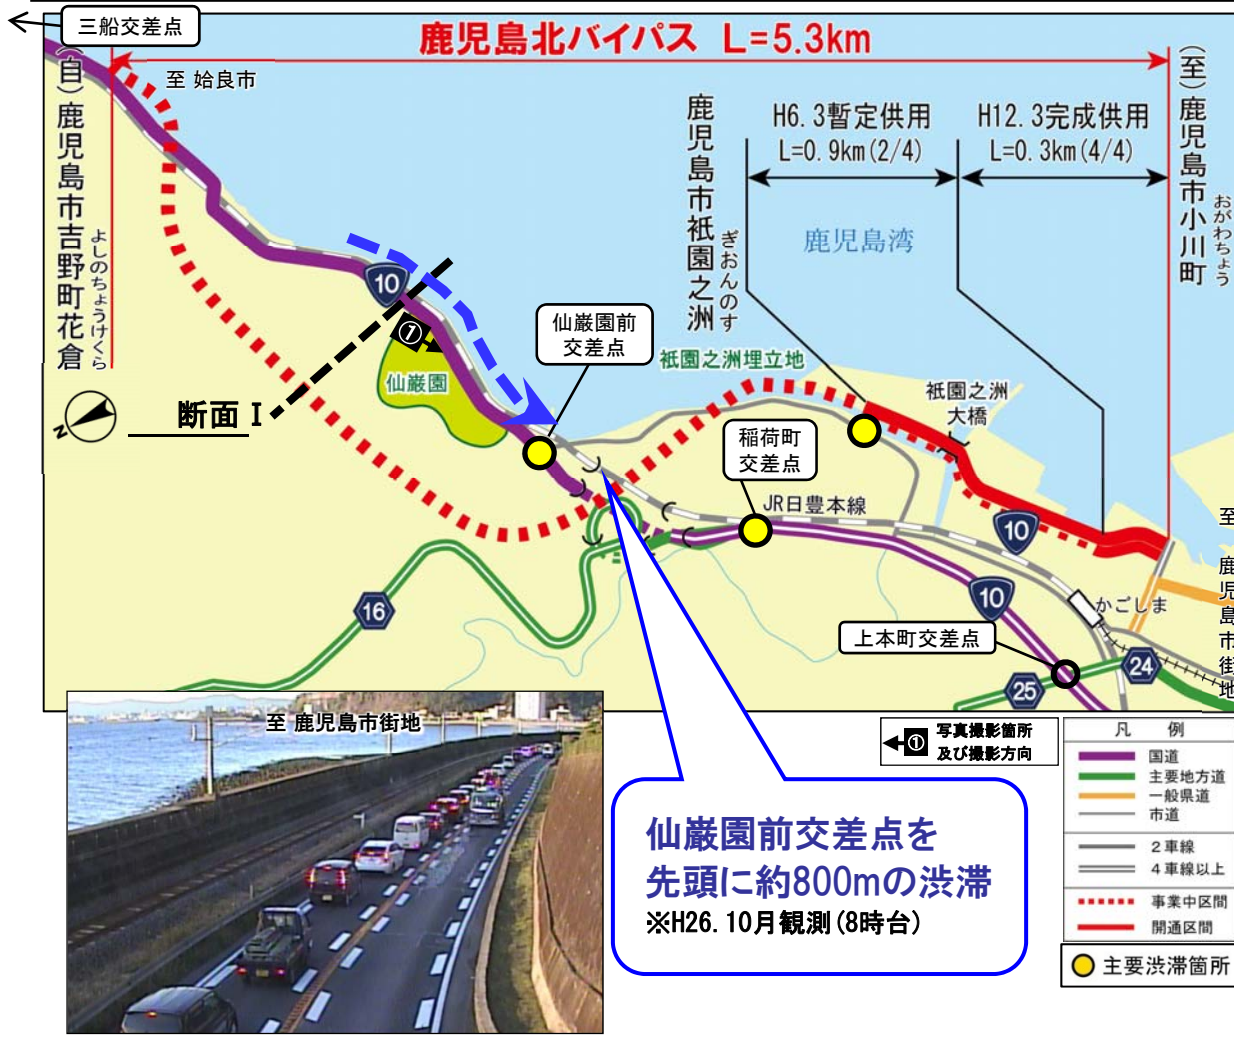 三船交差点
鹿児島北バイパス L=5.3km
至 姶良市
(自)鹿児島市吉野町花倉
よしのちょうけくら
鹿児島市祇園之洲
ぎおんのす
H6.3暫定供用
L=0.9km(2/4)
H12.3完成供用
L=0.3km(4/4)
(至)鹿児島市小川町
おがわちょう
鹿児島湾
10
①
仙巌園
仙巌園前
交差点
祇園之洲埋立地
祇園之洲
大橋
断面 I
N
稲荷町
交差点
JR日豊本線
10
至 鹿児島市街地
16
10
かごしま
上本町交差点
24
25
至 鹿児島市街地
①
写真撮影箇所
及び撮影方向
凡 例
国道
主要地方道
一般県道
市道
2車線
4車線以上
事業中区間
開通区間
主要渋滞箇所
仙巌園前交差点を
先頭に約800mの渋滞
※H26.10月観測(8時台)